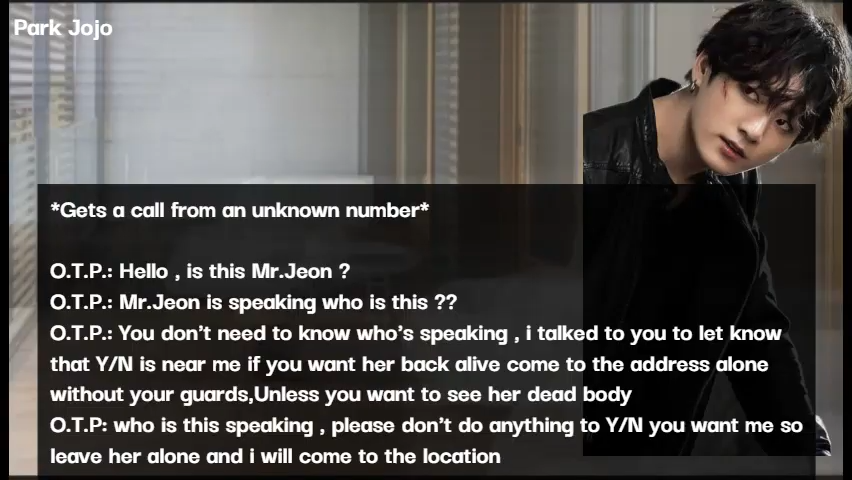 Park Jojo
*Gets a call from an unknown number*
O.T.P.: Hello , is this Mr.Jeon ?
O.T.P.: Mr.Jeon is speaking who is this ??
O.T.P.: You don't need to know who's speaking , i talked to you to let know
that Y/N is near me if you want her back alive come to the address alone
without your guards,Unless you want to see her dead body
O.T.P: who is this speaking , please don't do anything to Y/N you want me so
leave her alone and i will come to the location